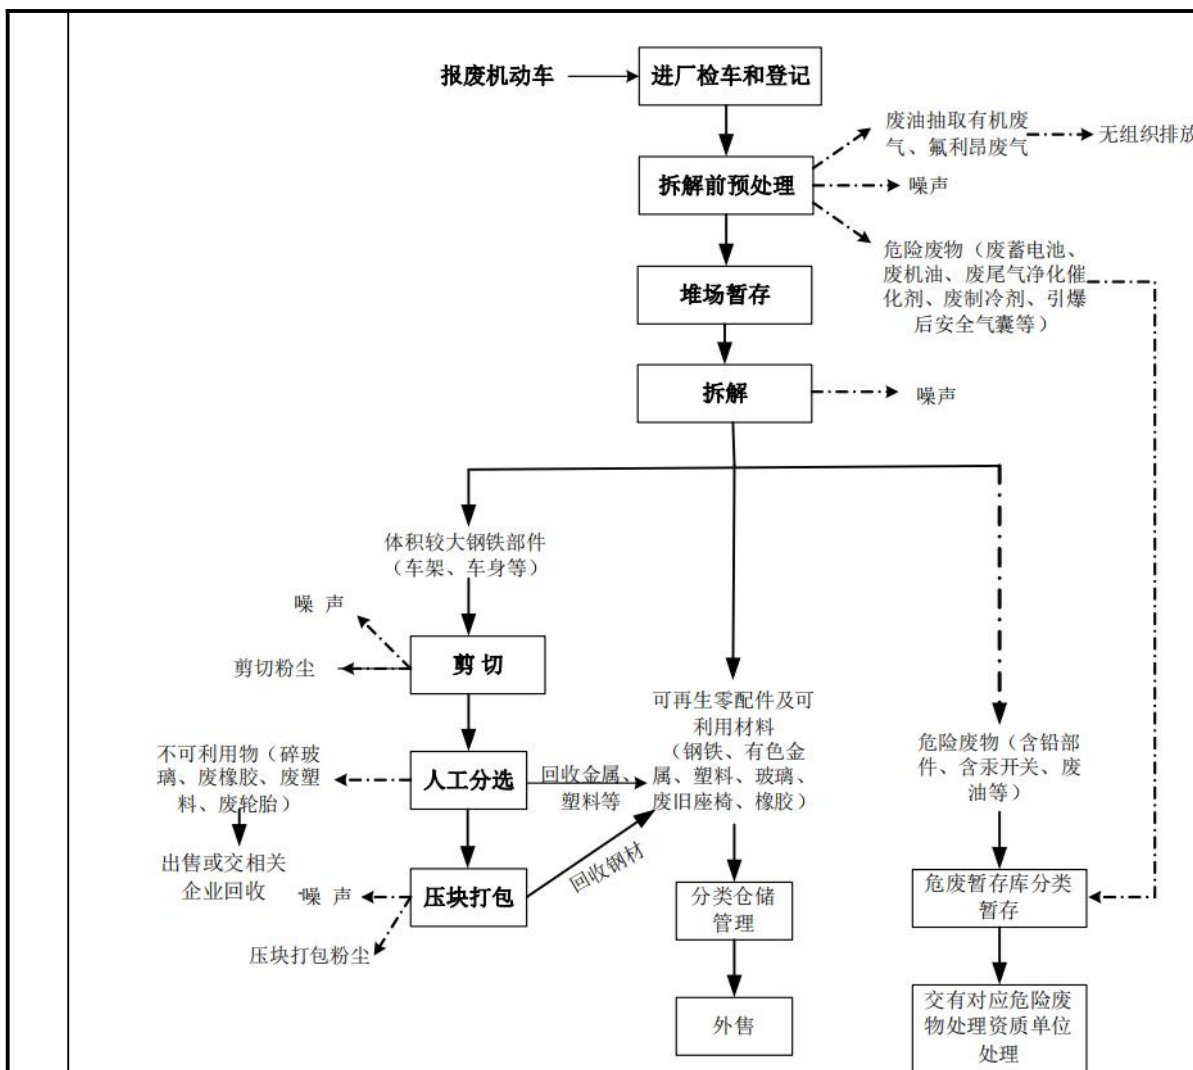 报废机动车
进厂检车和登记
废油抽取有机废
气、氟利昂废气
无组织排放
拆解前预处理
噪声
危险废物（废蓄电池、
废机油、废尾气净化催
化剂、废制冷剂、引爆
后安全气囊等）
堆场暂存
拆解
噪声
体积较大钢铁部件
（车架、车身等）
噪 声
剪切
剪切粉尘
可再生零配件及可
利用材料
（钢铁、有色金
属、塑料、玻璃、
废旧座椅、橡胶）
危险废物（含铅部
件、含汞开关、废
油等）
不可利用物（碎玻
璃、废橡胶、废塑
料、废轮胎）
人工分选
回收金属、
塑料等
出售或交相关
企业回收
噪 声
压块打包
回收钢材
压块打包粉尘
分类仓储
管理
危废暂存库分类
暂存
外售
交有对应危险废
物处理资质单位
处理